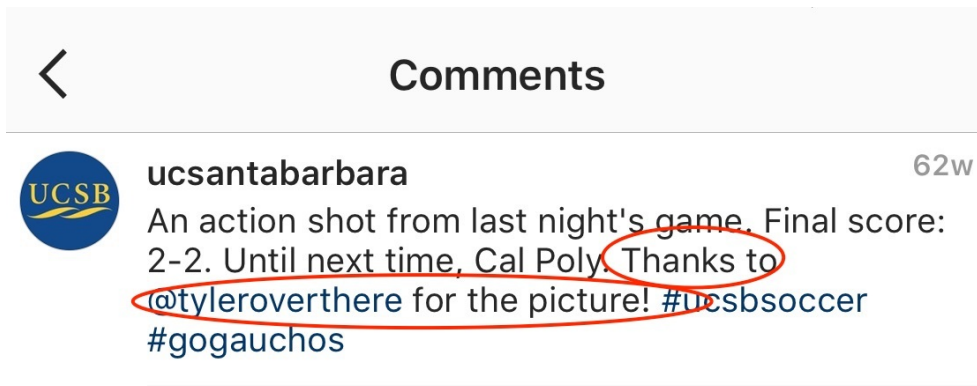 Comments
UCSB
ucsantabarbara
62w
An action shot from last night's game. Final score:
2-2. Until next time, Cal Poly. Thanks to
@tyleroverthere for the picture! #ucsbsoccer
#gogauchos